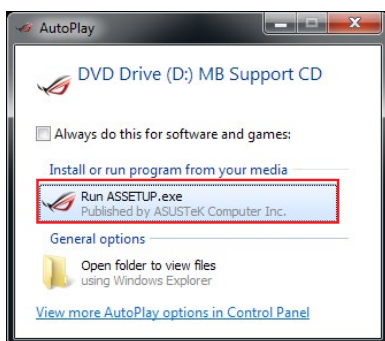 AutoPlay
DVD Drive (D:) MB Support CD
Always do this for software and games:
Install or run program from your media
Run ASSETUP.exe
Published by ASUSTeK Computer Inc.
General options
Open folder to view files
using Windows Explorer
View more AutoPlay options in Control Panel